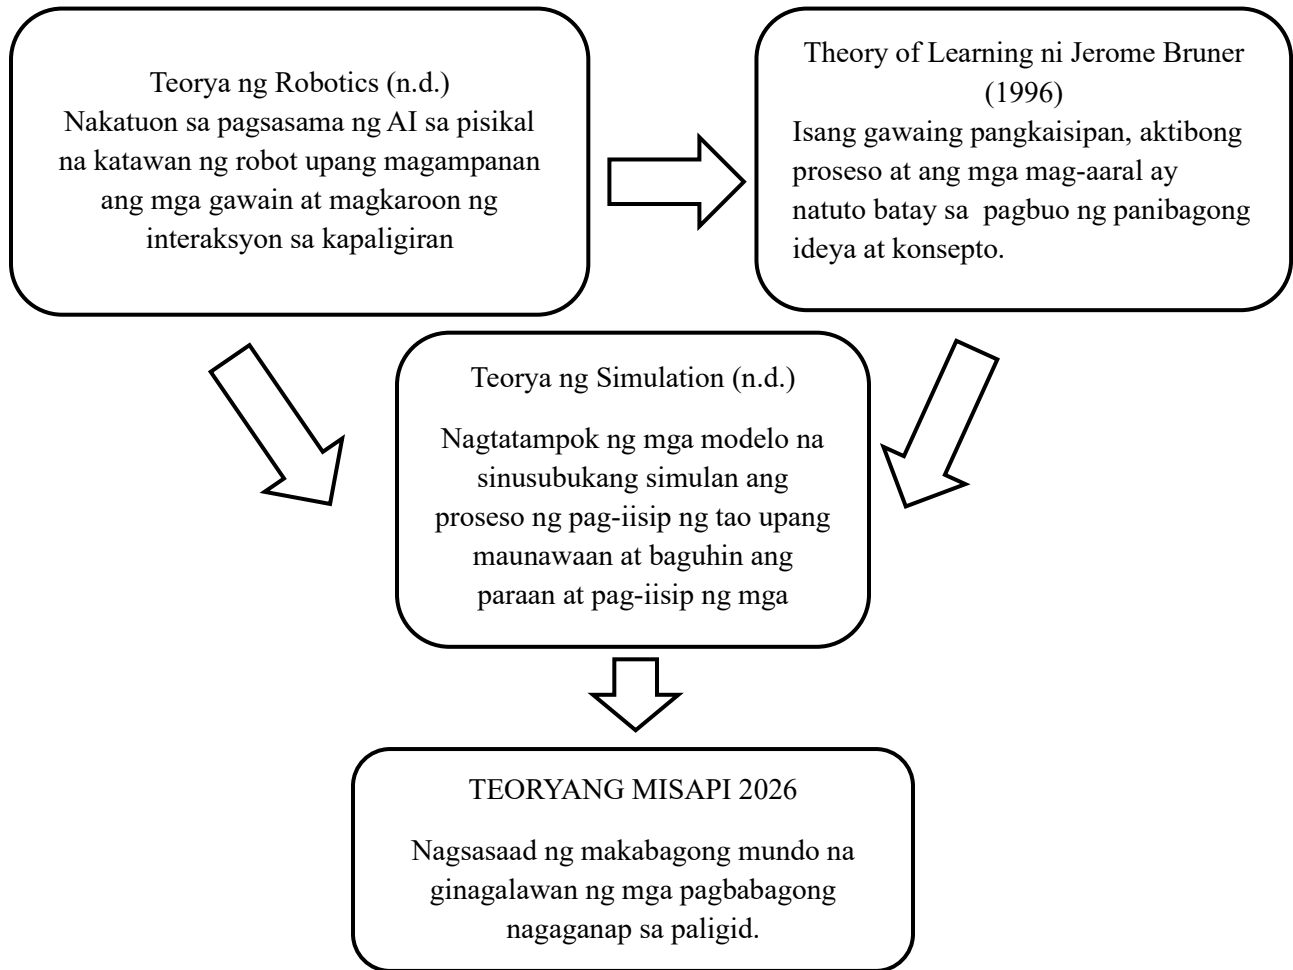 Teorya ng Robotics (n.d.)
Nakatuon sa pagsasama ng AI sa pisikal
na katawan ng robot upang magampanan
ang mga gawain at magkaroon ng
interaksyon sa kapaligiran
Theory of Learning ni Jerome Bruner
(1996)
Isang gawaing pangkaisipan, aktibong
proseso at ang mga mag-aaral ay
natuto batay sa  pagbuo ng panibagong
ideya at konsepto.
Teorya ng Simulation (n.d.)
Nagtatampok ng mga modelo na
sinusubukang simulan ang
proseso ng pag-iisip ng tao upang
maunawaan at baguhin ang
paraan at pag-iisip ng mga
TEORYANG MISAPI 2026
Nagsasaad ng makabagong mundo na
ginagalawan ng mga pagbabagong
nagaganap sa paligid.